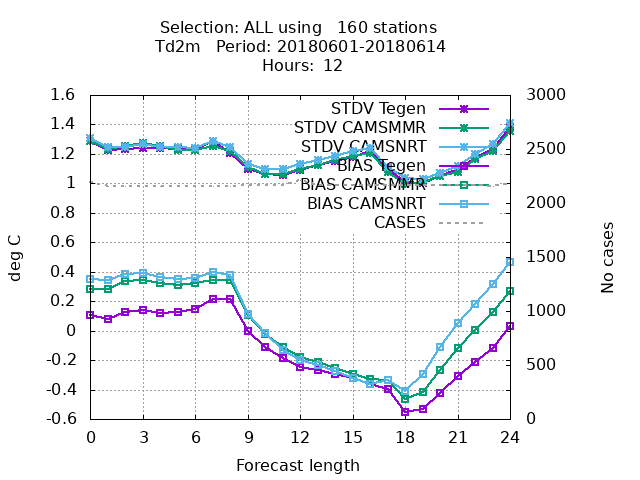 Selection: ALL using 160 stations
Td2m Period: 20180601-20180614
Hours: 12
1.6
1.4
1.2
1
0.8
0.6
0.4
0.2
0
-0.2
-0.4
-0.6
deg C
3000
2500
2000
1500
1000
500
0
No cases
STDV Tegen
STDV CAMSMMR
STDV CAMSNRT
BIAS Tegen
BIAS CAMSMMR
BIAS CAMSNRT
CASES
0 3 6 9 12 15 18 21 24
Forecast length